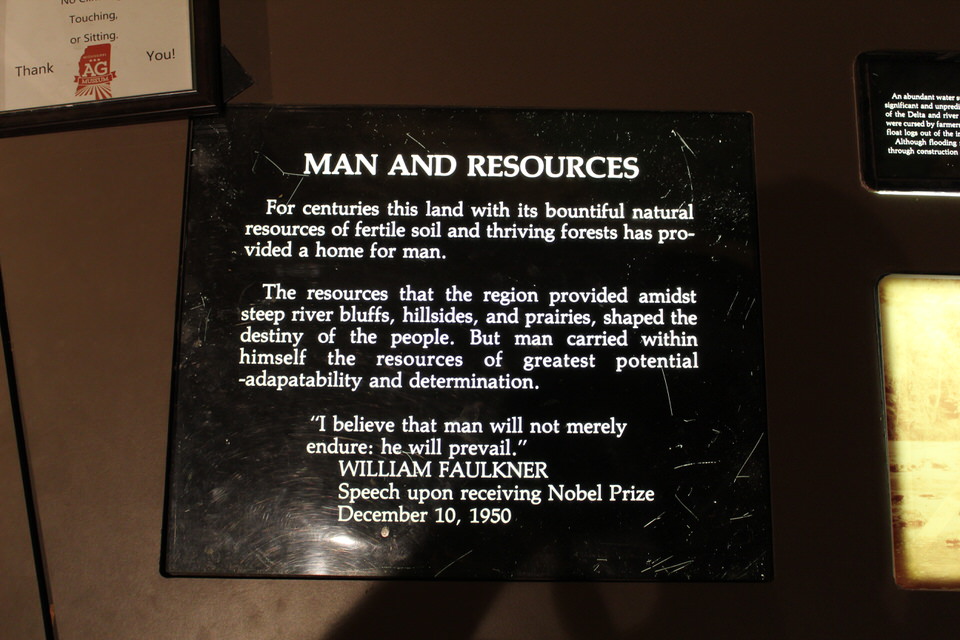 Touching,
or Sitting.
Thank
You!
AG
MUSEUM
MAN AND RESOURCES
For centuries this land with its bountiful natural
resources of fertile soil and thriving forests has pro-
vided a home for man.
The resources that the region provided amidst
steep river bluffs, hillsides, and prairies, shaped the
destiny of the people. But man carried within
himself the resources of greatest potential
-adapatability and determination.
"I believe that man will not merely
endure: he will prevail."
WILLIAM FAULKNER
Speech upon receiving Nobel Prize
December 10, 1950
An abundant water
significant and
of the Delta and river
were cursed by
float logs out of the
Although flooding
through construction